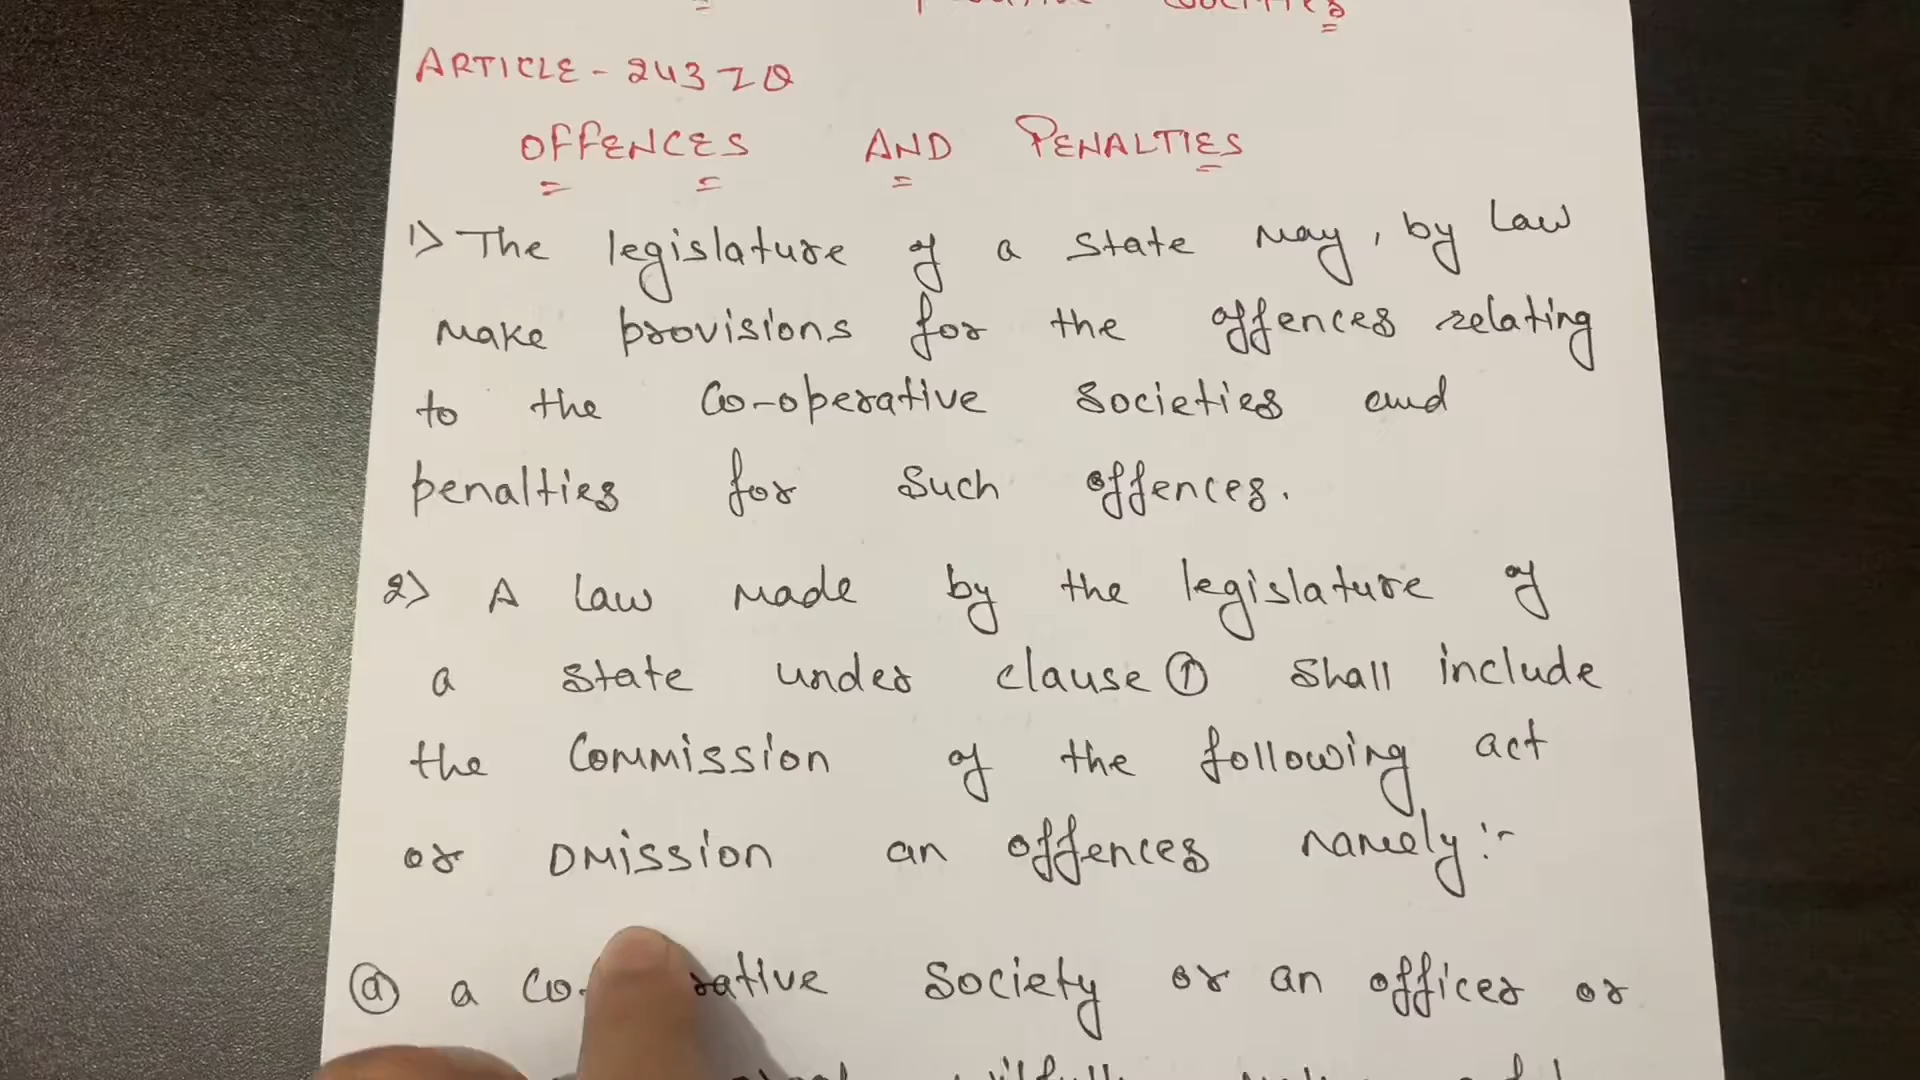 ARTICLE - 243 ZQ
OFFENCES AND PENALTIES
1) The legislature of a state may, by law
make provisions for the offences relating
to the Co-operative Societies and
penalties for such offences.
2) A law made by the legislature of
a state under clause ① shall include
the Commission of the following act
or omission an offences namely :-
ⓐ a Society or an officer or